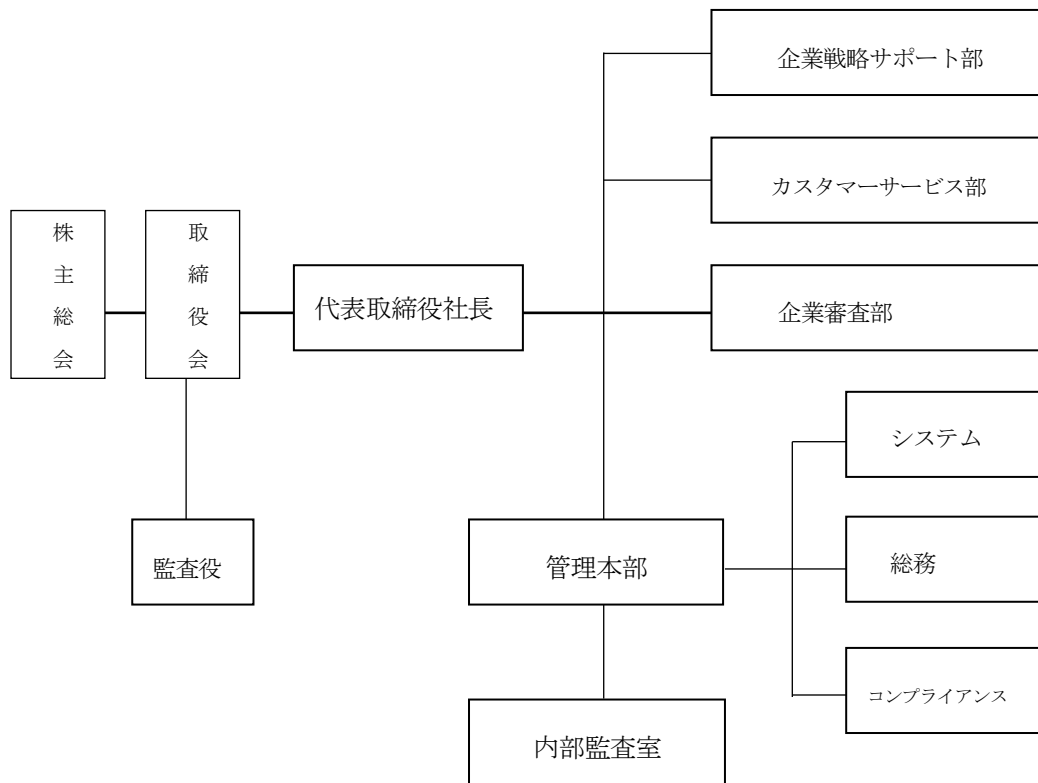 企業戦略サポート部
カスタマーサービス部
株主総会
取締役会
代表取締役社長
企業審査部
システム
監査役
管理本部
総務
コンプライアンス
内部監査室